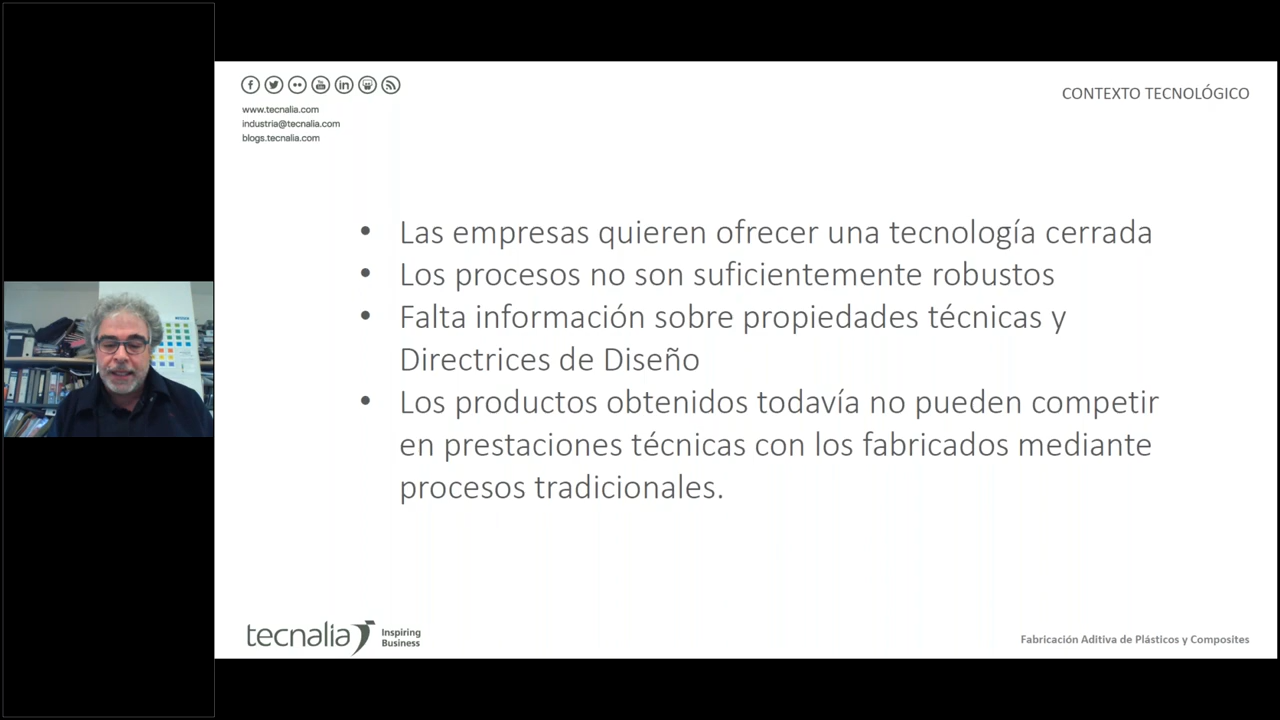 www.tecnalia.com
industria@tecnalia.com
blogs.tecnalia.com
CONTEXTO TECNOLÓGICO
• Las empresas quieren ofrecer una tecnología cerrada
• Los procesos no son suficientemente robustos
• Falta información sobre propiedades técnicas y
Directrices de Diseño
• Los productos obtenidos todavía no pueden competir
en prestaciones técnicas con los fabricados mediante
procesos tradicionales.
tecnalia Inspiring
Business
Fabricación Aditiva de Plásticos y Composites